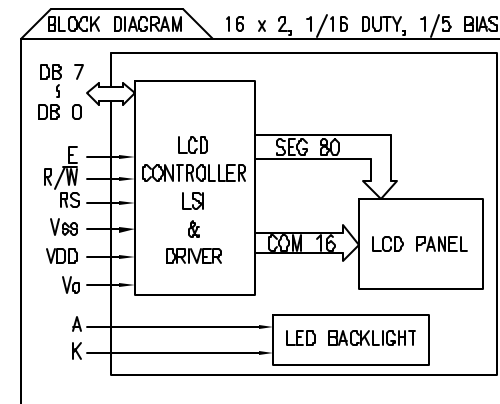 BLOCK DIAGRAM 16 x 2, 1/16 DUTY, 1/5 BIAS
DB 7
DB 0
E
R/W̅
RS
Vss
VDD
Vo
A
K
LCD
CONTROLLER
LSI
&
DRIVER
SEG 80
COM 16
LCD PANEL
LED BACKLIGHT